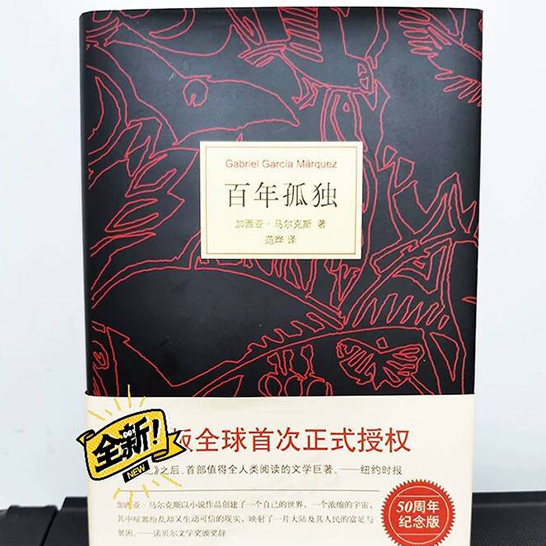 Gabriel García Márquez
百年孤独
加西亚·马尔克斯 著
范晔 译
全新!
NEW
版全球首次正式授权
》之后,首部值得全人类阅读的文学巨著。——纽约时报
加西亚·马尔克斯以小说作品创建了一个自己的世界,一个浓缩的宇宙,
其中喧嚣纷乱却又生动可信的现实,映射了一片大陆及其人民的富足与
贫困。——诺贝尔文学奖颁奖辞
50周年
纪念版